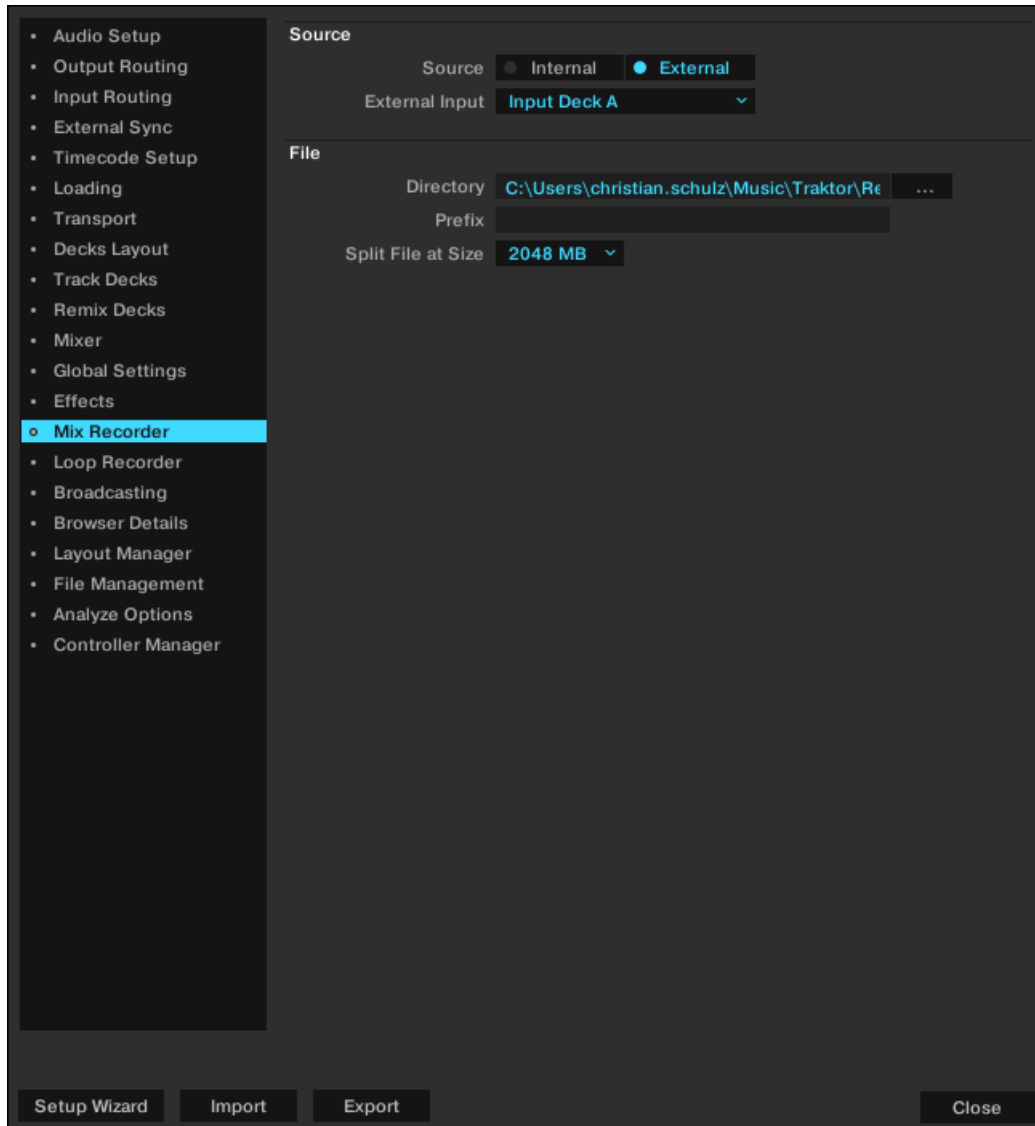 Audio Setup
Output Routing
Input Routing
External Sync
Timecode Setup
Loading
Transport
Decks Layout
Track Decks
Remix Decks
Mixer
Global Settings
Effects
Mix Recorder
Loop Recorder
Broadcasting
Browser Details
Layout Manager
File Management
Analyze Options
Controller Manager
Source
Source Internal External
External Input Input Deck A
File
Directory C:\Users\christian.schulz\Music\Traktor\Re ...
Prefix
Split File at Size 2048 MB
Setup Wizard Import Export Close